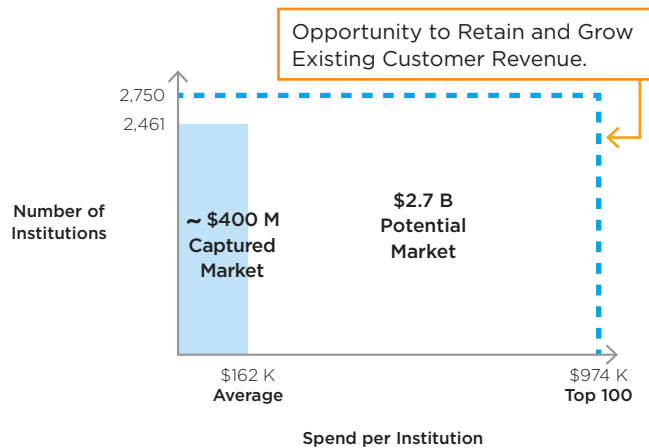 Opportunity to Retain and Grow
Existing Customer Revenue.
2,750
2,461
Number of
Institutions
~ $400 M
Captured
Market
$2.7 B
Potential
Market
$162 K
Average
$974 K
Top 100
Spend per Institution